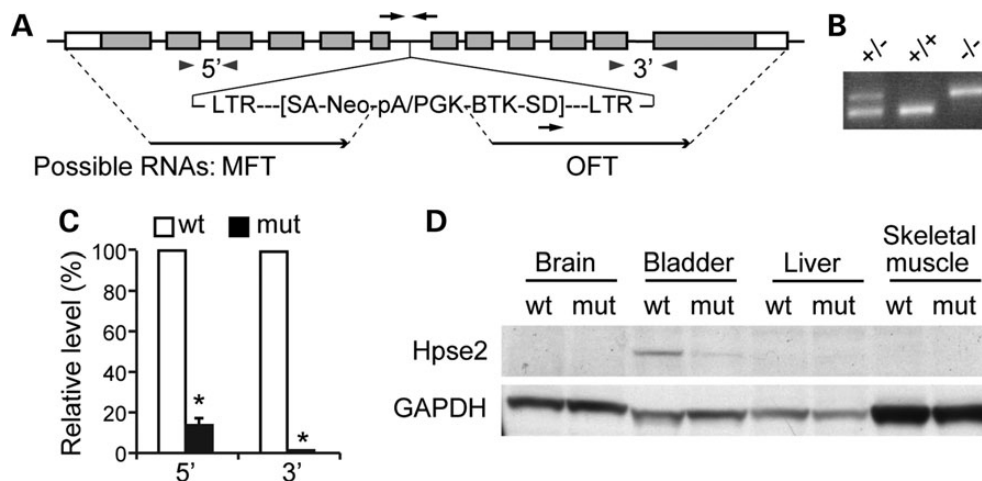 A
5’
3’
LTR---[SA-Neo-pA/PGK-BTK-SD]---LTR
Possible RNAs: MFT
OFT
B
+/- +/+ -/-
C
wt mut
Relative level (%)
100
80
60
40
20
0
*
*
5’ 3’
D
Brain Bladder Liver Skeletal
muscle
wt mut wt mut wt mut wt mut
Hpse2
GAPDH